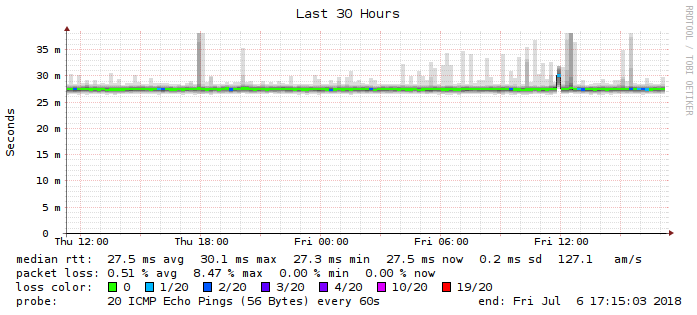 Last 30 Hours
RRDTOOL / TOBI OETIKER
Seconds
35 m
30 m
25 m
20 m
15 m
10 m
5 m
0
Thu 12:00 Thu 18:00 Fri 00:00 Fri 06:00 Fri 12:00
median rtt: 27.5 ms avg 30.1 ms max 27.3 ms min 27.5 ms now 0.2 ms sd 127.1 am/s
packet loss: 0.51 % avg 8.47 % max 0.00 % min 0.00 % now
loss color: 0 1/20 2/20 3/20 4/20 10/20 19/20
probe: 20 ICMP Echo Pings (56 Bytes) every 60s end: Fri Jul 6 17:15:03 2018